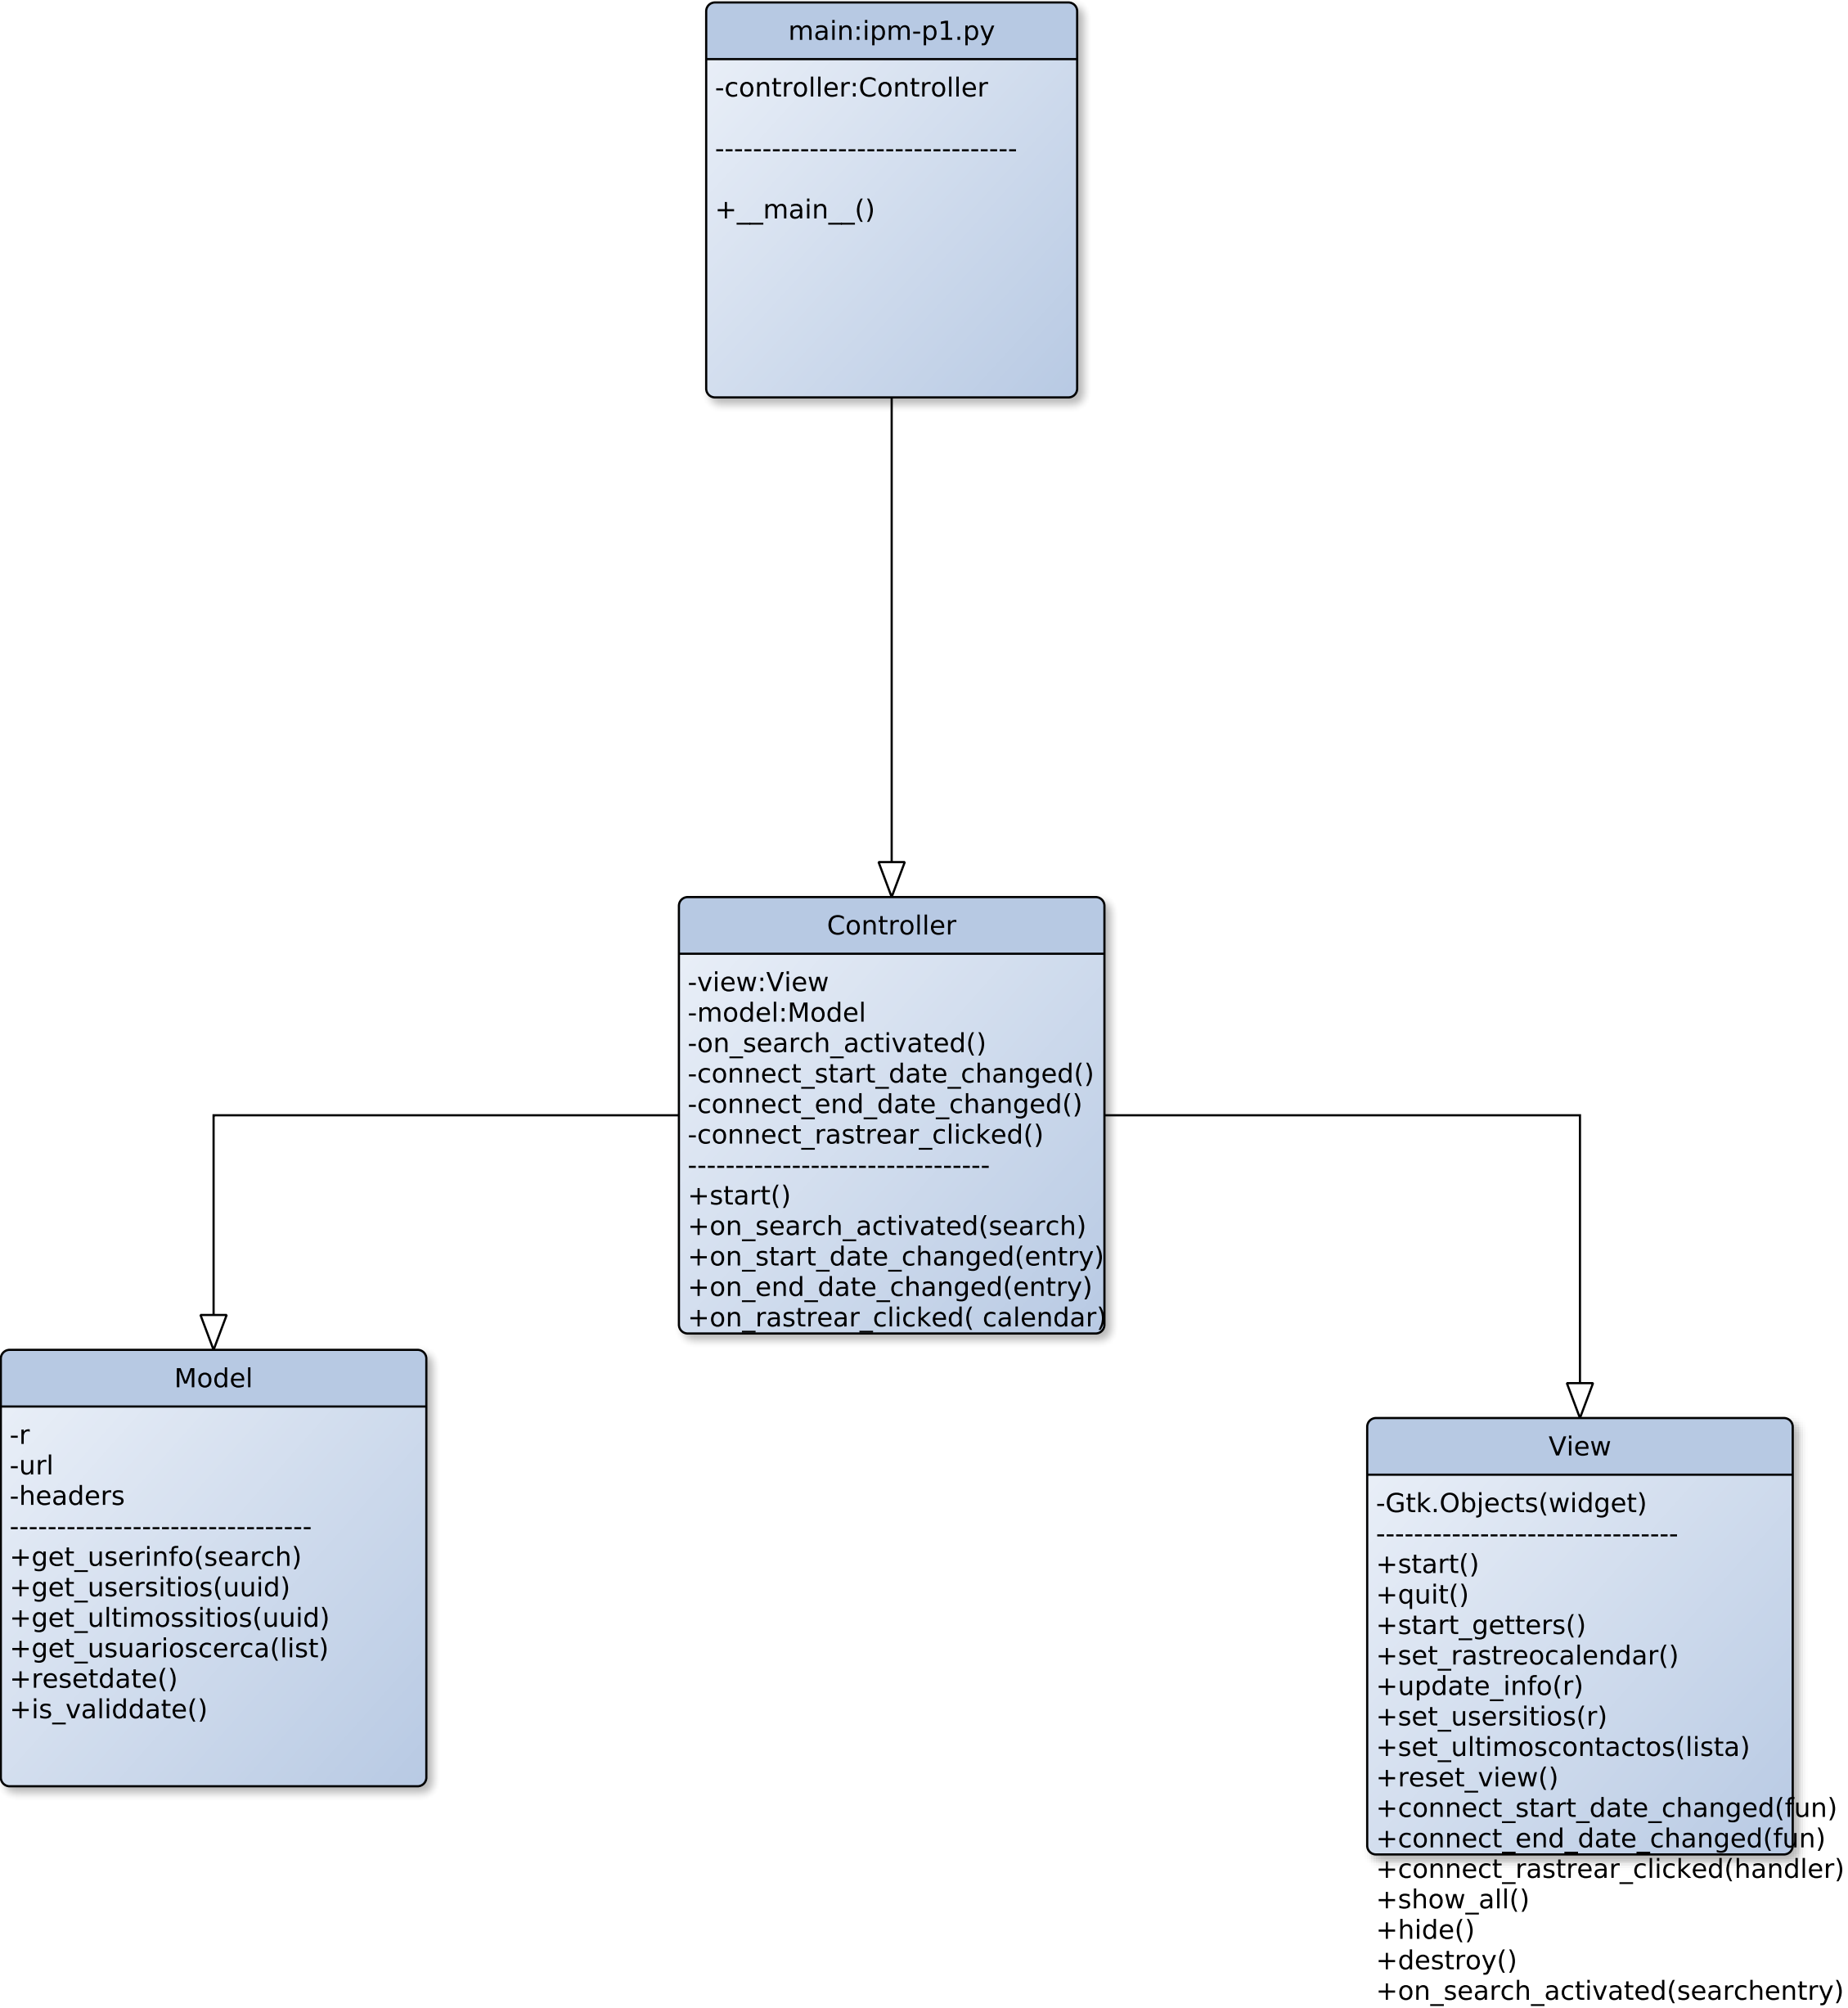 main:ipm-p1.py
-controller:Controller
--------------------------------
+__main__()
Controller
-view:View
-model:Model
-on_search_activated()
-connect_start_date_changed()
-connect_end_date_changed()
-connect_rastrear_clicked()
--------------------------------
+start()
+on_search_activated(search)
+on_start_date_changed(entry)
+on_end_date_changed(entry)
+on_rastrear_clicked( calendar)
Model
-r
-url
-headers
--------------------------------
+get_userinfo(search)
+get_usersitios(uuid)
+get_ultimossitios(uuid)
+get_usuarioscerca(list)
+resetdate()
+is_validdate()
View
-Gtk.Objects(widget)
--------------------------------
+start()
+quit()
+start_getters()
+set_rastreocalendar()
+update_info(r)
+set_usersitios(r)
+set_ultimoscontactos(lista)
+reset_view()
+connect_start_date_changed(fun)
+connect_end_date_changed(fun)
+connect_rastrear_clicked(handler)
+show_all()
+hide()
+destroy()
+on_search_activated(searchentry)